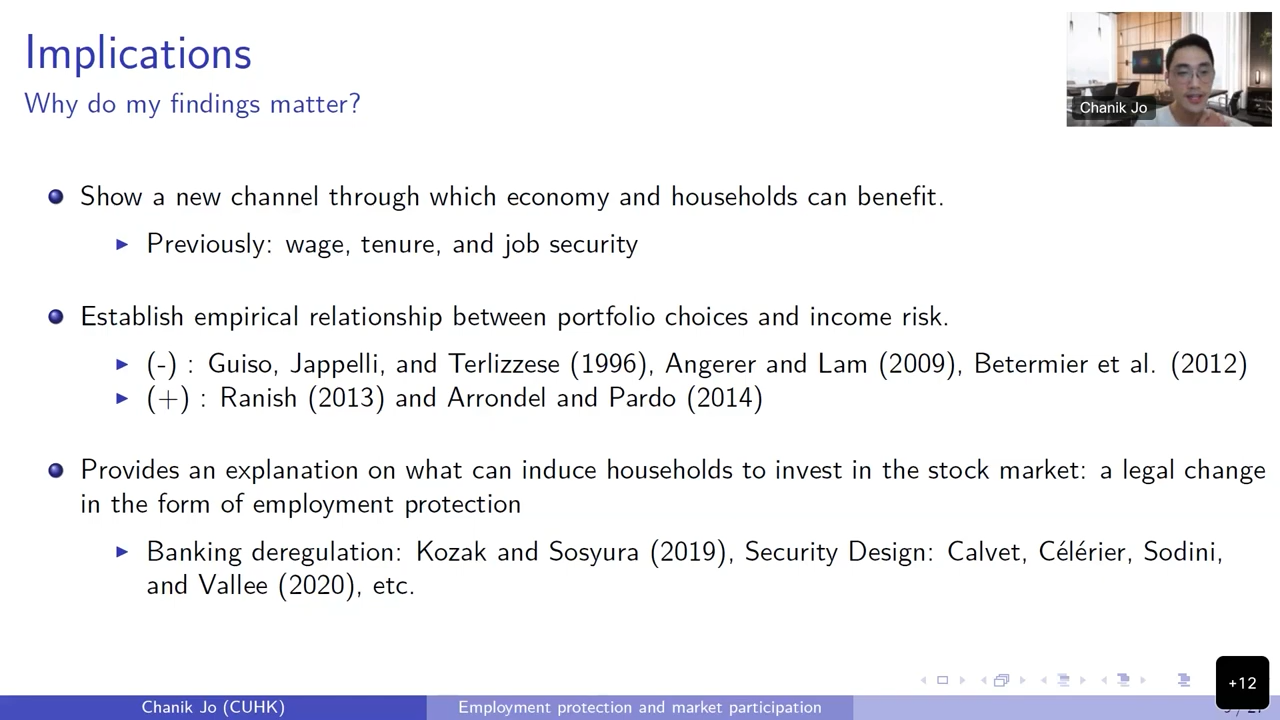 Implications
Why do my findings matter?
Chanik Jo
Show a new channel through which economy and households can benefit.
Previously: wage, tenure, and job security
Establish empirical relationship between portfolio choices and income risk.
(-) : Guiso, Jappelli, and Terlizzese (1996), Angerer and Lam (2009), Betermier et al. (2012)
(+) : Ranish (2013) and Arrondel and Pardo (2014)
Provides an explanation on what can induce households to invest in the stock market: a legal change
in the form of employment protection
Banking deregulation: Kozak and Sosyura (2019), Security Design: Calvet, Célérier, Sodini,
and Vallee (2020), etc.
+12
Chanik Jo (CUHK)
Employment protection and market participation